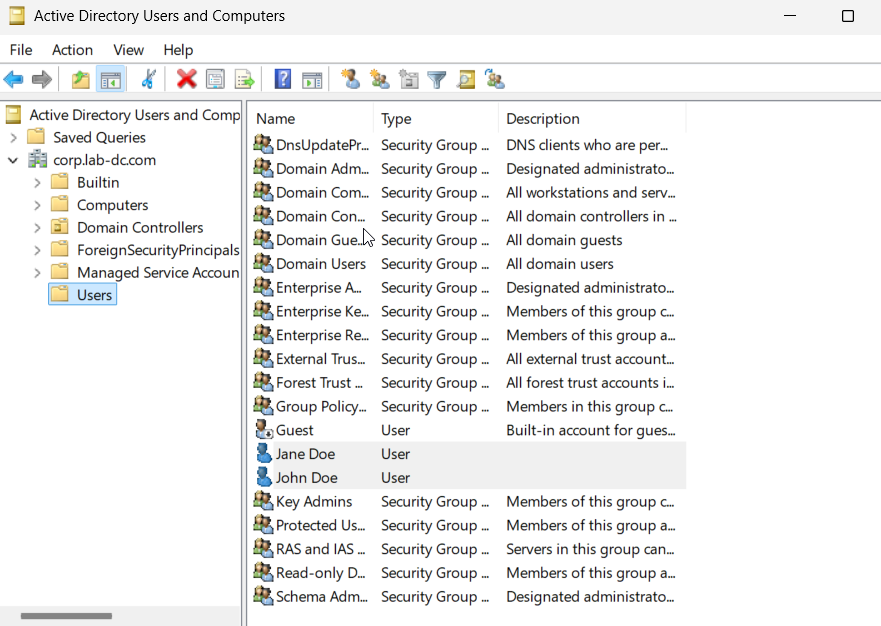 Active Directory Users and Computers
File Action View Help
Active Directory Users and Comp
Saved Queries
corp.lab-dc.com
Builtin
Computers
Domain Controllers
ForeignSecurityPrincipals
Managed Service Accoun
Users
Name Type Description
DnsUpdatePr... Security Group ... DNS clients who are per...
Domain Adm... Security Group ... Designated administrato...
Domain Com... Security Group ... All workstations and serv...
Domain Con... Security Group ... All domain controllers in ...
Domain Gue... Security Group ... All domain guests
Domain Users Security Group ... All domain users
Enterprise A... Security Group ... Designated administrato...
Enterprise Ke... Security Group ... Members of this group c...
Enterprise Re... Security Group ... Members of this group a...
External Trus... Security Group ... All external trust account...
Forest Trust ... Security Group ... All forest trust accounts i...
Group Policy... Security Group ... Members in this group c...
Guest User Built-in account for gues...
Jane Doe User
John Doe User
Key Admins Security Group ... Members of this group c...
Protected Us... Security Group ... Members of this group a...
RAS and IAS ... Security Group ... Servers in this group can...
Read-only D... Security Group ... Members of this group a...
Schema Adm... Security Group ... Designated administrato...